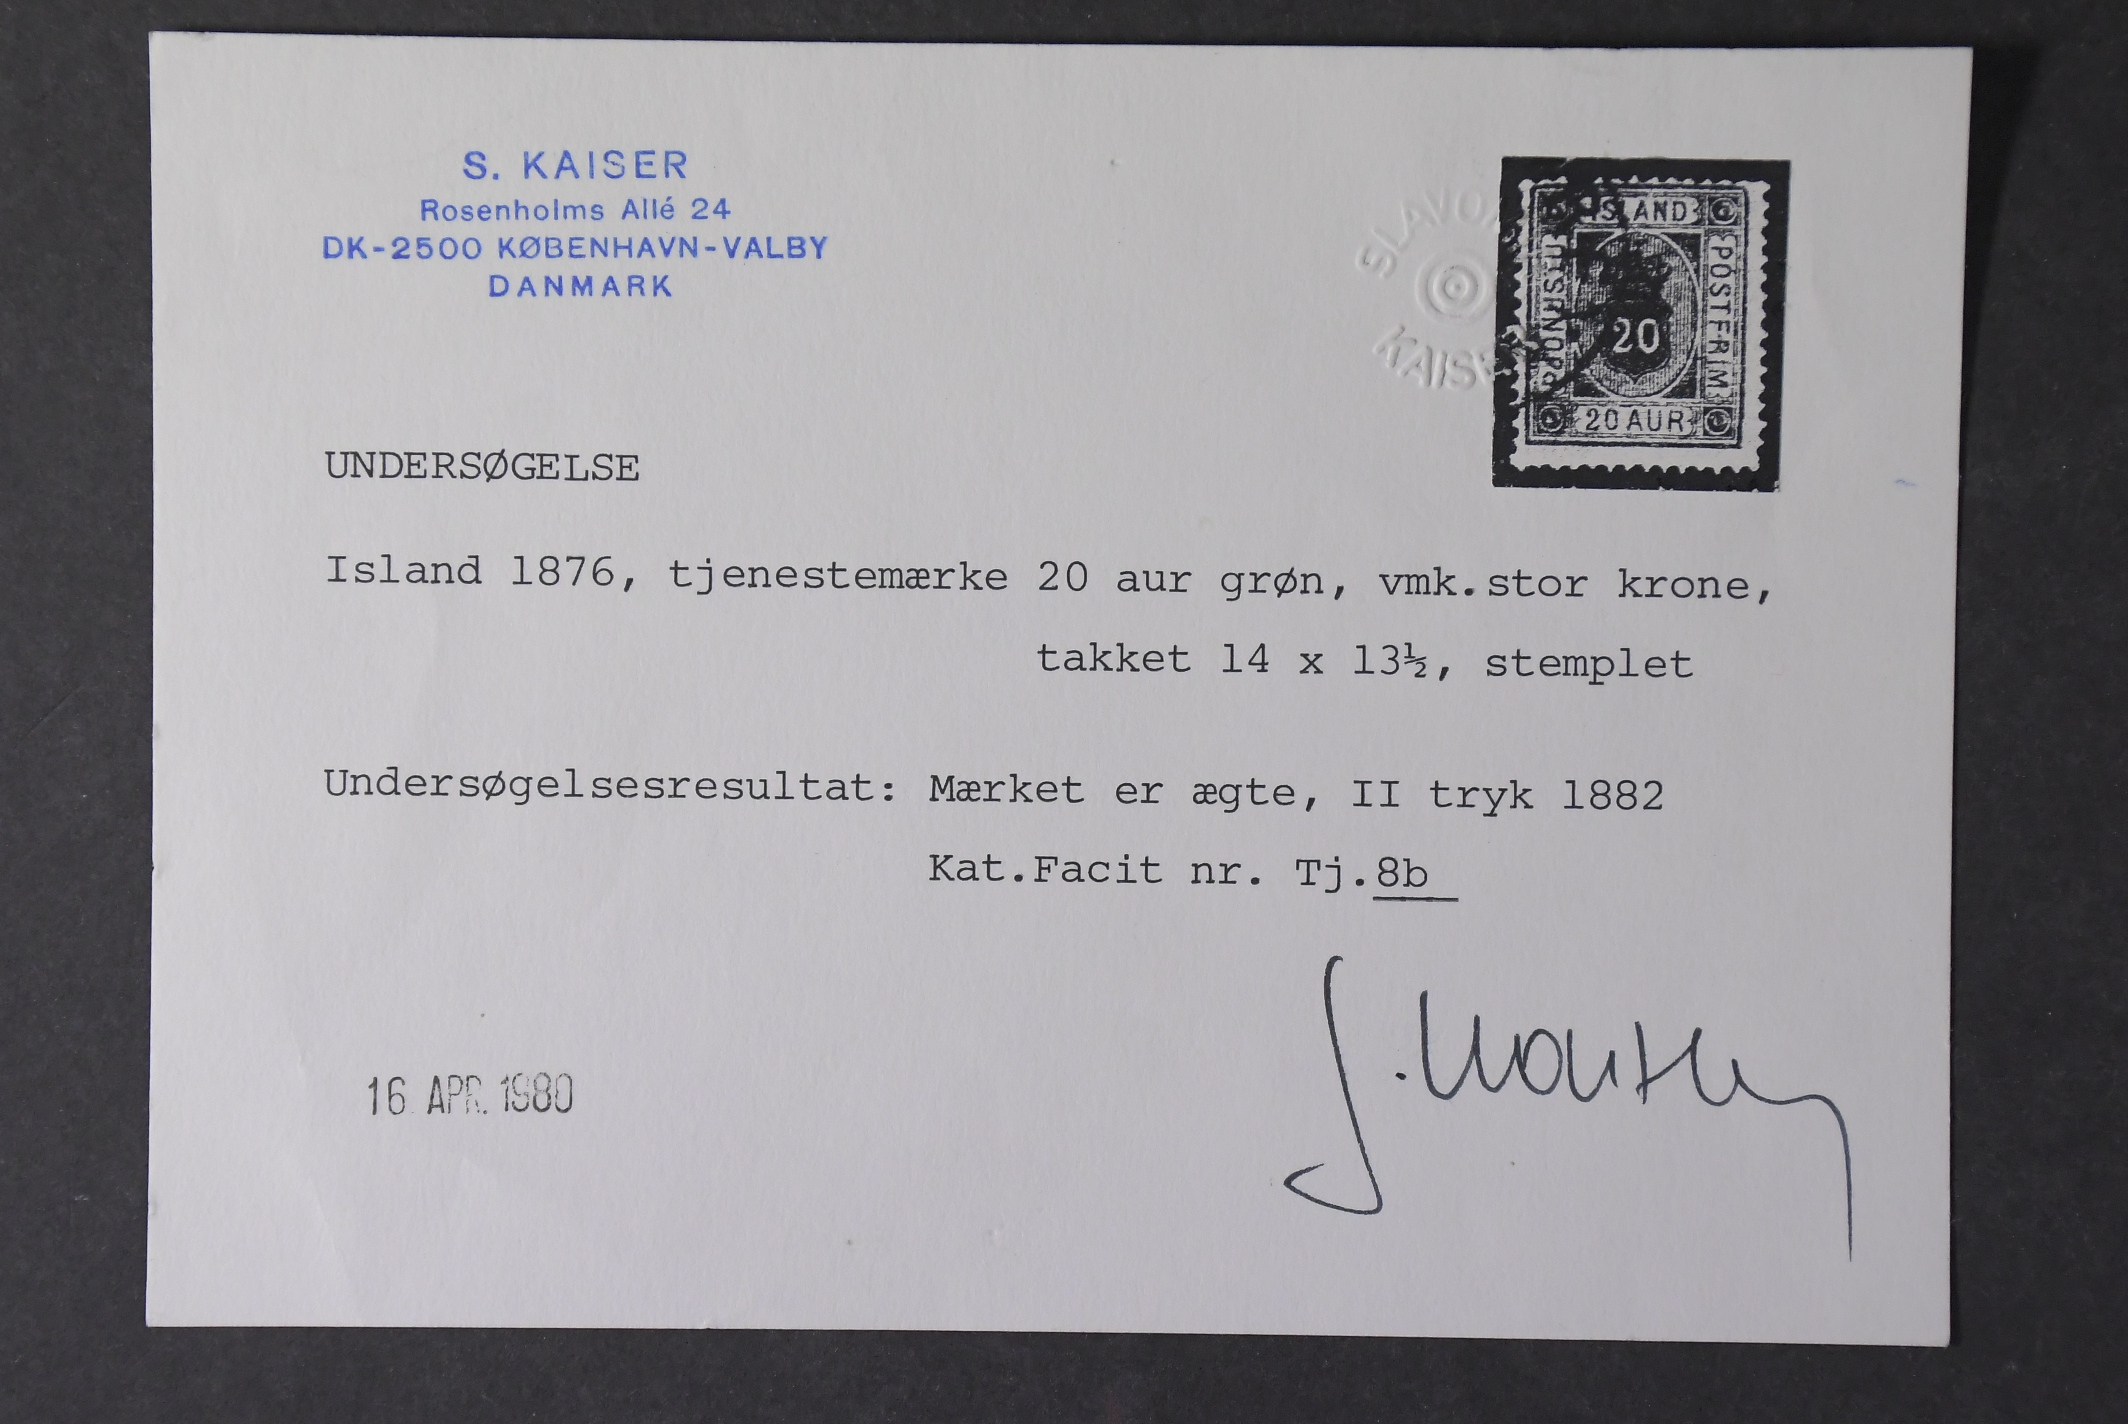 S. KAISER
Rosenholms Allé 24
DK-2500 KØBENHAVN-VALBY
DANMARK
KAISER
ISLAND
PÓSTFRIM
20
20 AUR
UNDERSØGELSE
Island 1876, tjenestemærke 20 aur grøn, vmk.stor krone,
takket 14 x 13½, stemplet
Undersøgelsesresultat: Mærket er ægte, II tryk 1882
Kat.Facit nr. Tj.8b
16. APR. 1980